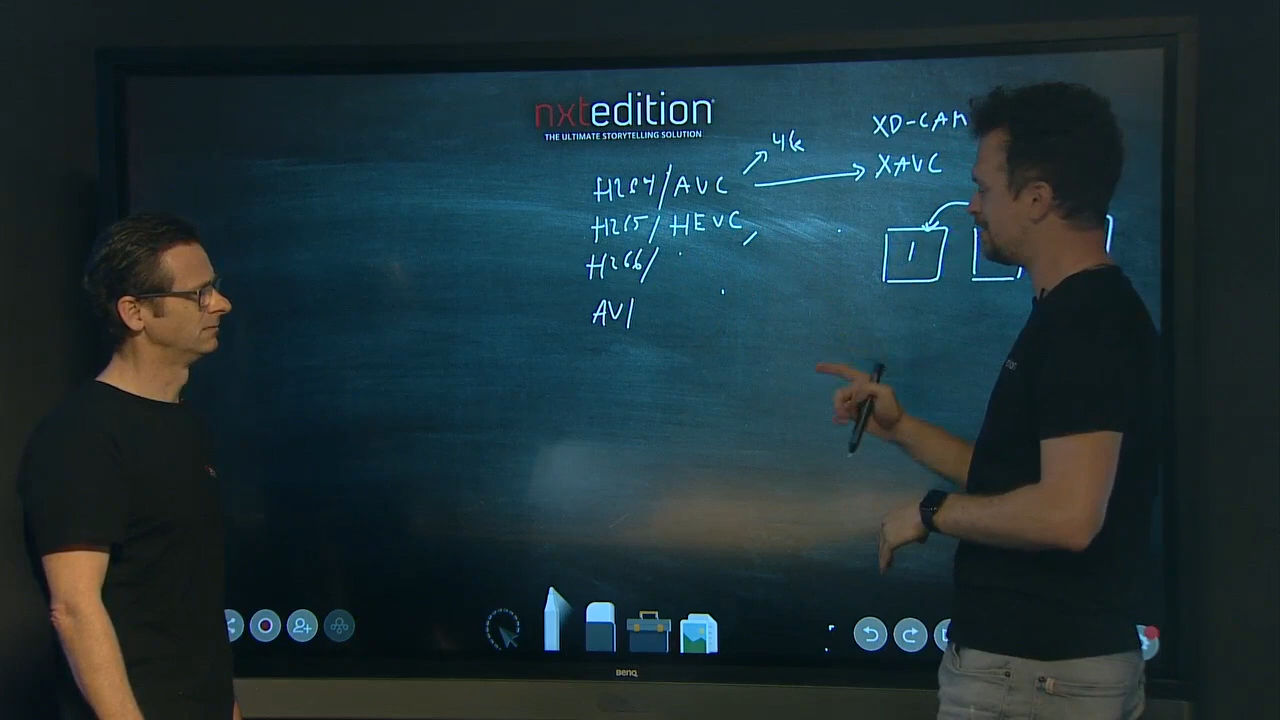 nxtedition
THE ULTIMATE STORYTELLING SOLUTION
4k
XD-CAM
H264/AVC
XAVC
H265/HEVC
H266/
1
AV1
BenQ